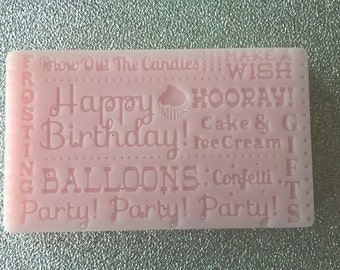 FROSTING
Blow Out The Candles
MAKE A
WISH
Happy
Birthday!
HOORAY!
Cake &
Ice Cream
GIFTS
BALLOONS
Confetti
Party! Party! Party!